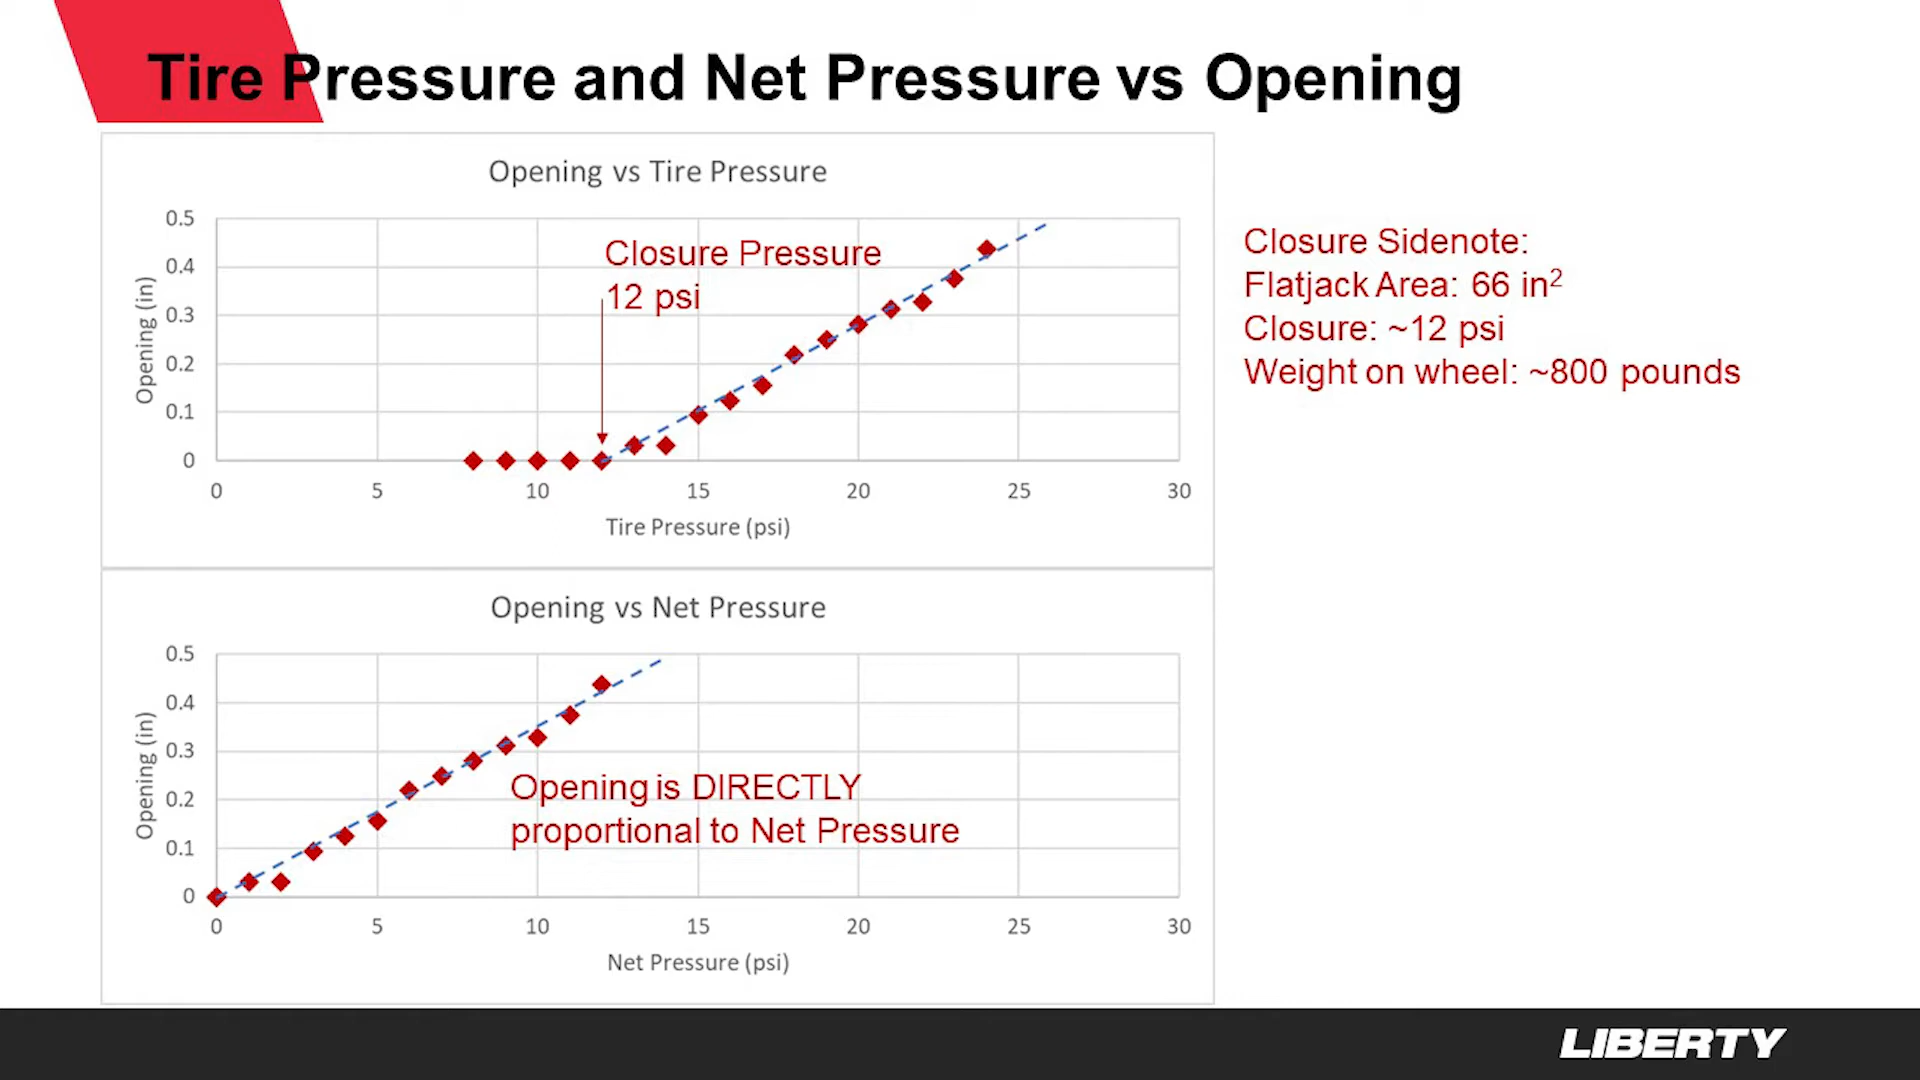 Tire Pressure and Net Pressure vs Opening
Opening vs Tire Pressure
0.5
0.4
0.3
0.2
0.1
0
Opening (in)
Closure Pressure
12 psi
0 5 10 15 20 25 30
Tire Pressure (psi)
Closure Sidenote:
Flatjack Area: 66 in²
Closure: ~12 psi
Weight on wheel: ~800 pounds
Opening vs Net Pressure
0.5
0.4
0.3
0.2
0.1
0
Opening (in)
Opening is DIRECTLY
proportional to Net Pressure
0 5 10 15 20 25 30
Net Pressure (psi)
LIBERTY